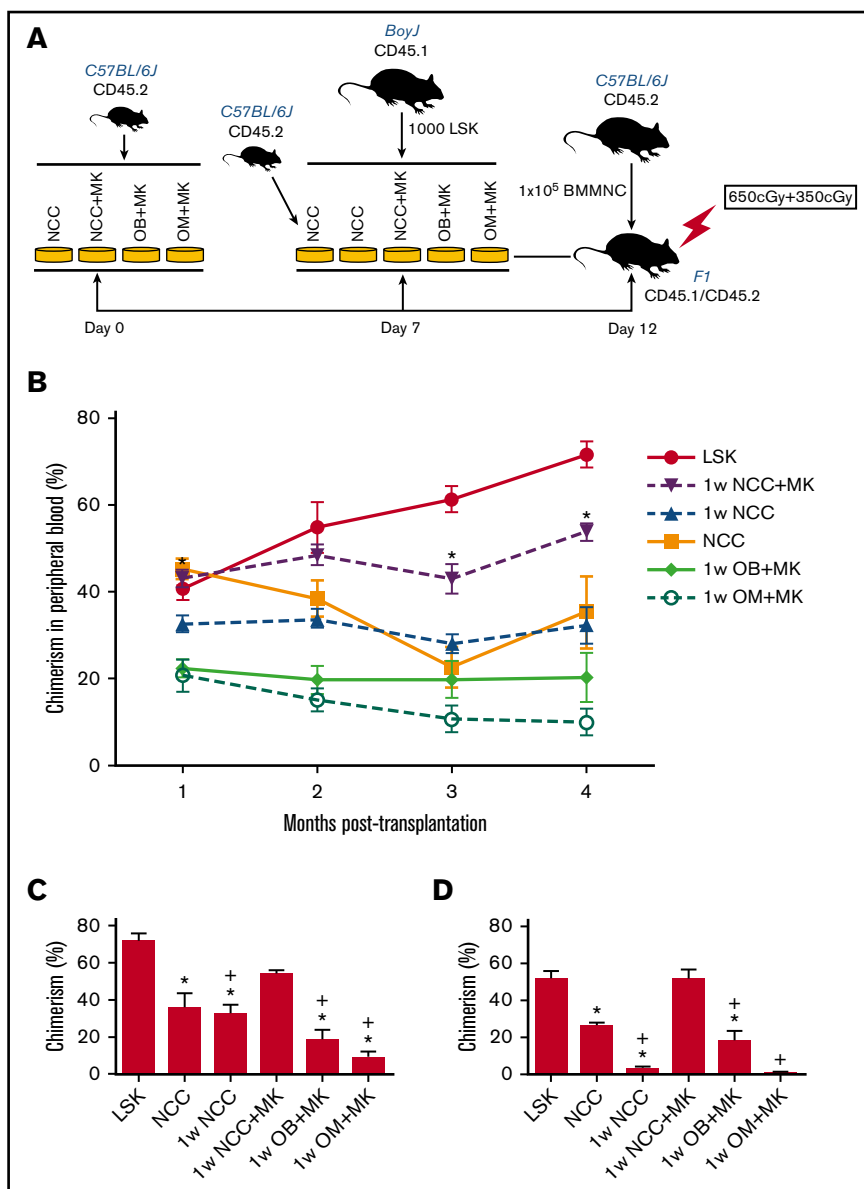 A
C57BL/6J
CD45.2
NCC
NCC+MK
OB+MK
OM+MK
C57BL/6J
CD45.2
BoyJ
CD45.1
1000 LSK
NCC
NCC
NCC+MK
OB+MK
OM+MK
C57BL/6J
CD45.2
1x10⁵ BMMNC
650cGy+350cGy
F1
CD45.1/CD45.2
Day 0
Day 7
Day 12
B
Chimerism in peripheral blood (%)
80
60
40
20
0
*
*
*
1
2
3
4
Months post-transplantation
LSK
1w NCC+MK
1w NCC
NCC
1w OB+MK
1w OM+MK
C
Chimerism (%)
80
60
40
20
0
*
+
*
+
*
+
*
LSK
NCC
1w NCC
1w NCC+MK
1w OB+MK
1w OM+MK
D
Chimerism (%)
80
60
40
20
0
*
+
*
+
*
+
LSK
NCC
1w NCC
1w NCC+MK
1w OB+MK
1w OM+MK